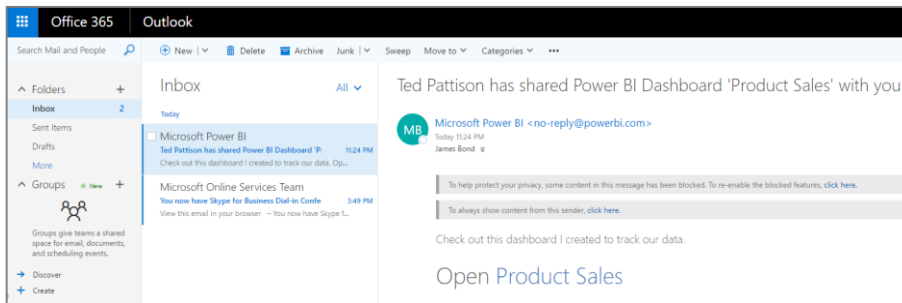 Office 365 Outlook
Search Mail and People
New Delete Archive Junk Sweep Move to Categories •••
Folders
Inbox 2
Sent Items
Drafts
More
Groups New
Groups give teams a shared
space for email, documents,
and scheduling events.
Discover
Create
Inbox All
Today
Microsoft Power BI
Ted Pattison has shared Power BI Dashboard 'P 11:24 PM
Check out this dashboard I created to track our data. Op...
Microsoft Online Services Team
You now have Skype for Business Dial-in Confe 3:49 PM
View this email in your browser – You now have Skype f...
Ted Pattison has shared Power BI Dashboard 'Product Sales' with you
MB
Microsoft Power BI <no-reply@powerbi.com>
Today 11:24 PM
James Bond
To help protect your privacy, some content in this message has been blocked. To re-enable the blocked features, click here.
To always show content from this sender, click here.
Check out this dashboard I created to track our data.
Open Product Sales